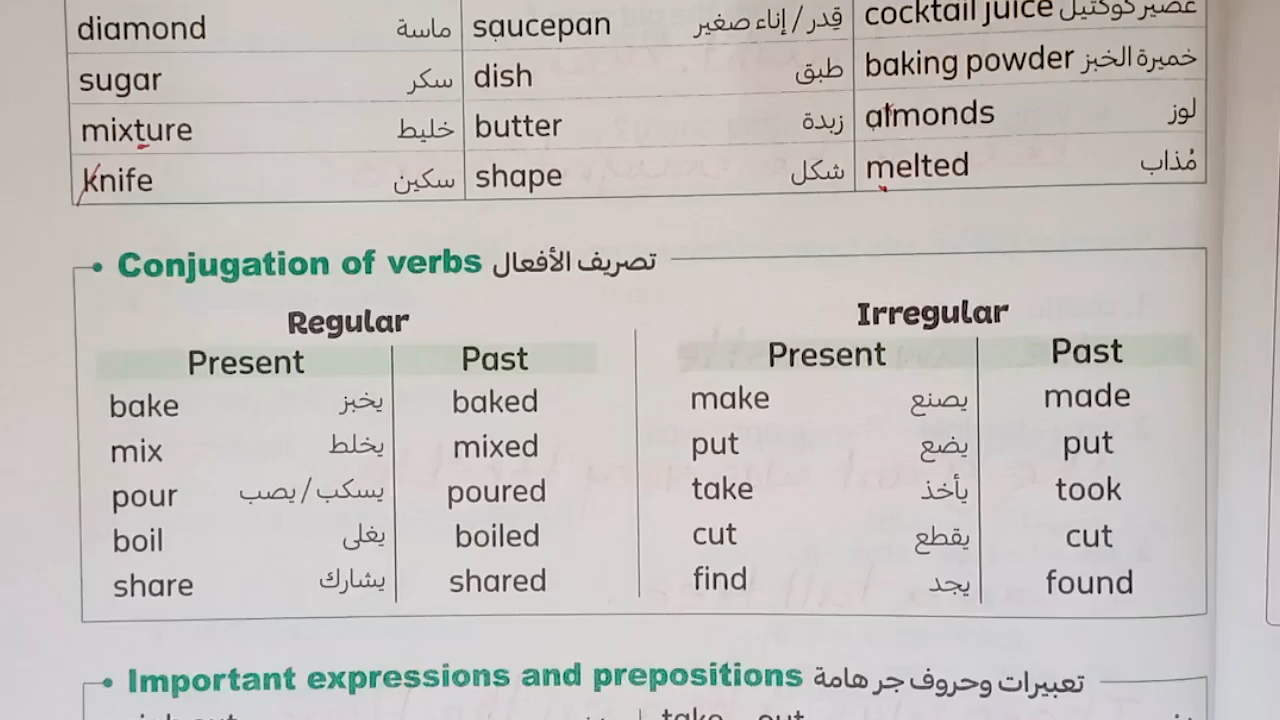 diamond ماسة saucepan قِدر / إناء صغير cocktail juice عصير كوكتيل
sugar سكر dish طبق baking powder خميرة الخبز
mixture خليط butter زبدة almonds لوز
knife سكين shape شكل melted مُذاب
• Conjugation of verbs تصريف الأفعال
Regular Irregular
Present Past Present Past
bake يخبز baked make يصنع made
mix يخلط mixed put يضع put
pour يسكب / يصب poured take يأخذ took
boil يغلى boiled cut يقطع cut
share يشارك shared find يجد found
• Important expressions and prepositions تعبيرات وحروف جر هامة
take out